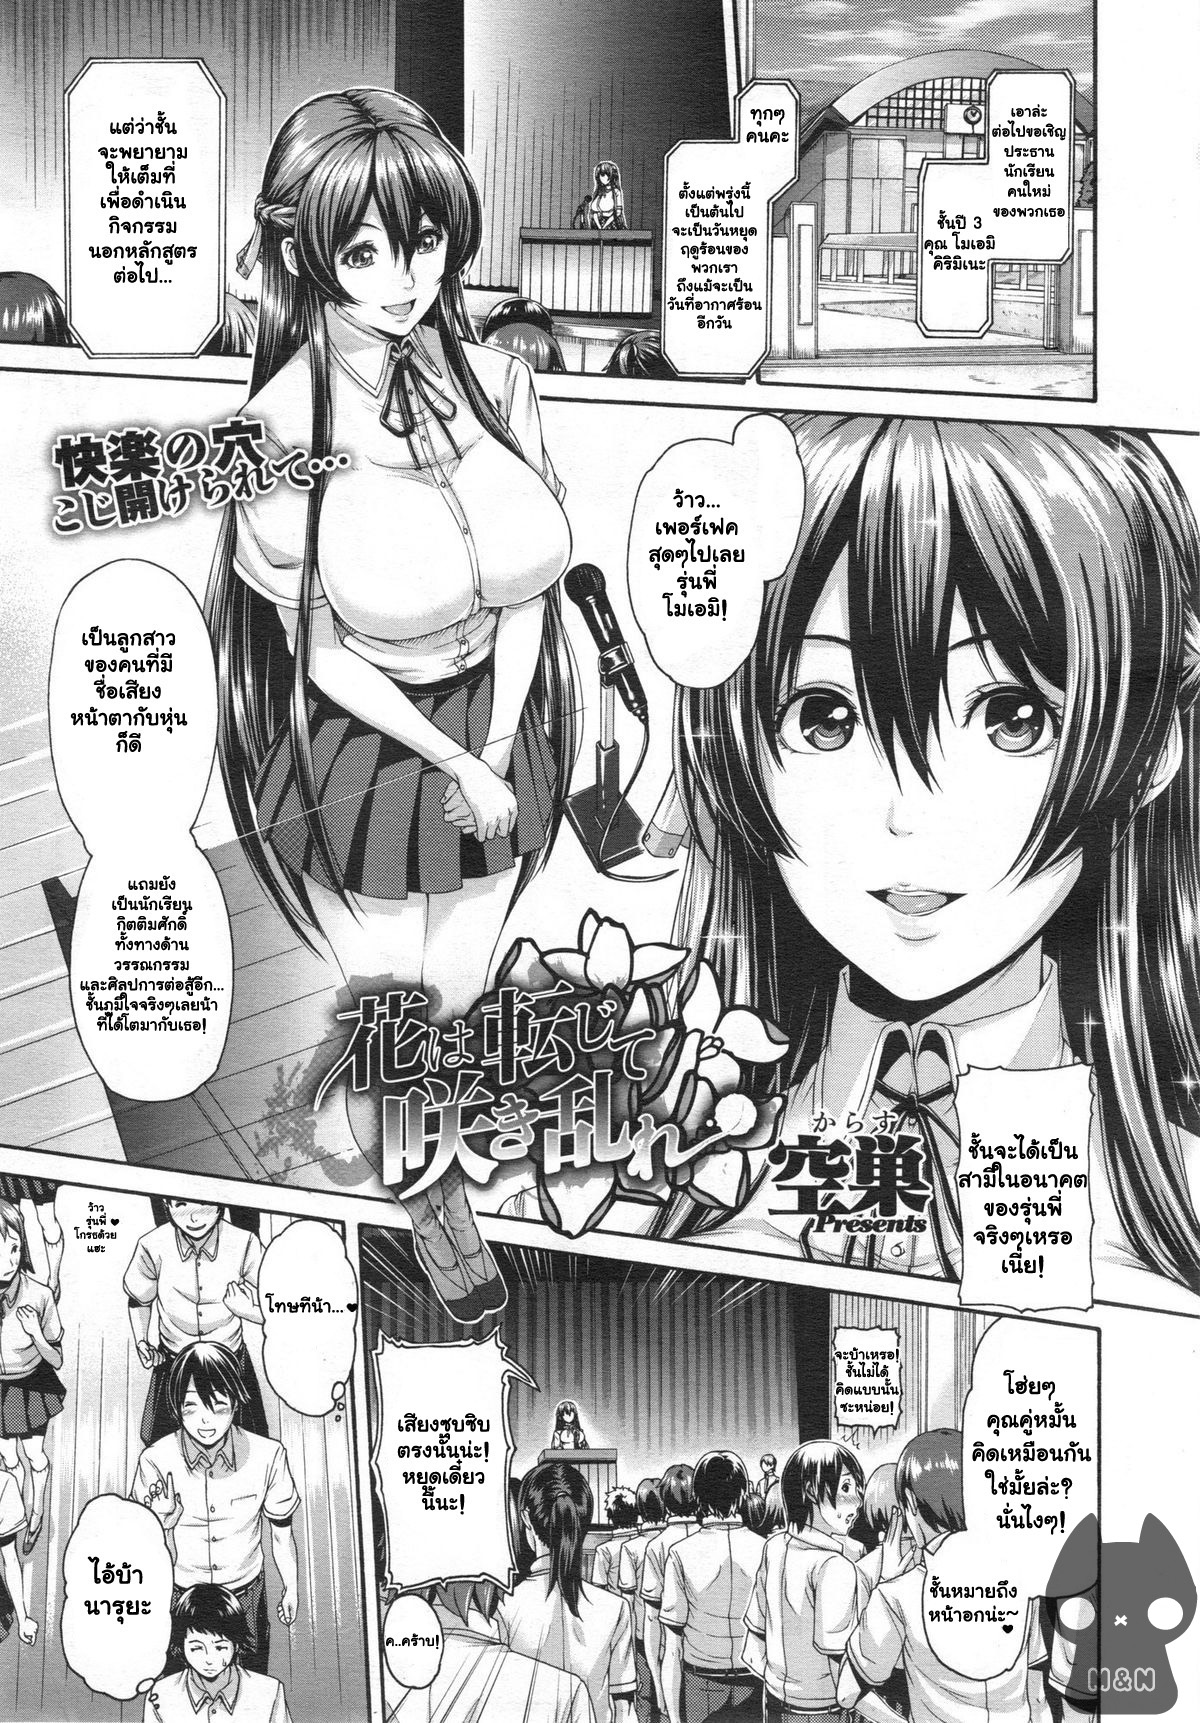 เอาล่ะ
ต่อไปขอเชิญ
ประธาน
นักเรียน
คนใหม่
ของพวกเธอ
ชั้นปี 3
คุณ โมเอมิ
คิริมิเนะ
ทุกๆ
คนคะ
ตั้งแต่พรุ่งนี้
เป็นต้นไป
จะเป็นวันหยุด
ฤดูร้อนของ
พวกเรา
ถึงแม้จะเป็น
วันที่อากาศร้อน
อีกวัน
แต่ว่าชั้น
จะพยายาม
ให้เต็มที่
เพื่อดำเนิน
กิจกรรม
นอกหลักสูตร
ต่อไป...
ว้าว...
เพอร์เฟค
สุดๆไปเลย
รุ่นพี่
โมเอมิ!
快楽の穴
こじ開けられて…
เป็นลูกสาว
ของคนที่มี
ชื่อเสียง
หน้าตากับหุ่น
ก็ดี
แถมยัง
เป็นนักเรียน
กิตติมศักดิ์
ทั้งทางด้าน
วรรณกรรม
และศิลปการต่อสู้อีก...
ชั้นภูมิใจจริงๆเลยน้า
ที่ได้โตมากับเธอ!
花は転じて
咲き乱れ
からす
空巣
Presents
ชั้นจะได้เป็น
สามีในอนาคต
ของรุ่นพี่
จริงๆเหรอ
เนี่ย!
โฮ่ยๆ
คุณคู่หมั้น
คิดเหมือนกัน
ใช่มั้ยล่ะ?
นั่นไงๆ!
ชั้นหมายถึง
หน้าอกน่ะ~
♥
จะบ้าเหรอ!
ชั้นไม่ได้
คิดแบบนั้น
ซะหน่อย!
เสียงซุบซิบ
ตรงนั้นน่ะ!
หยุดเดี๋ยว
นี้นะ!
ค..คร้าบ!
ว้าว
รุ่นพี่ ♥
โกรธด้วย
แฮะ
โทษทีน้า...♥
ไอ้บ้า
นารุยะ
M&M